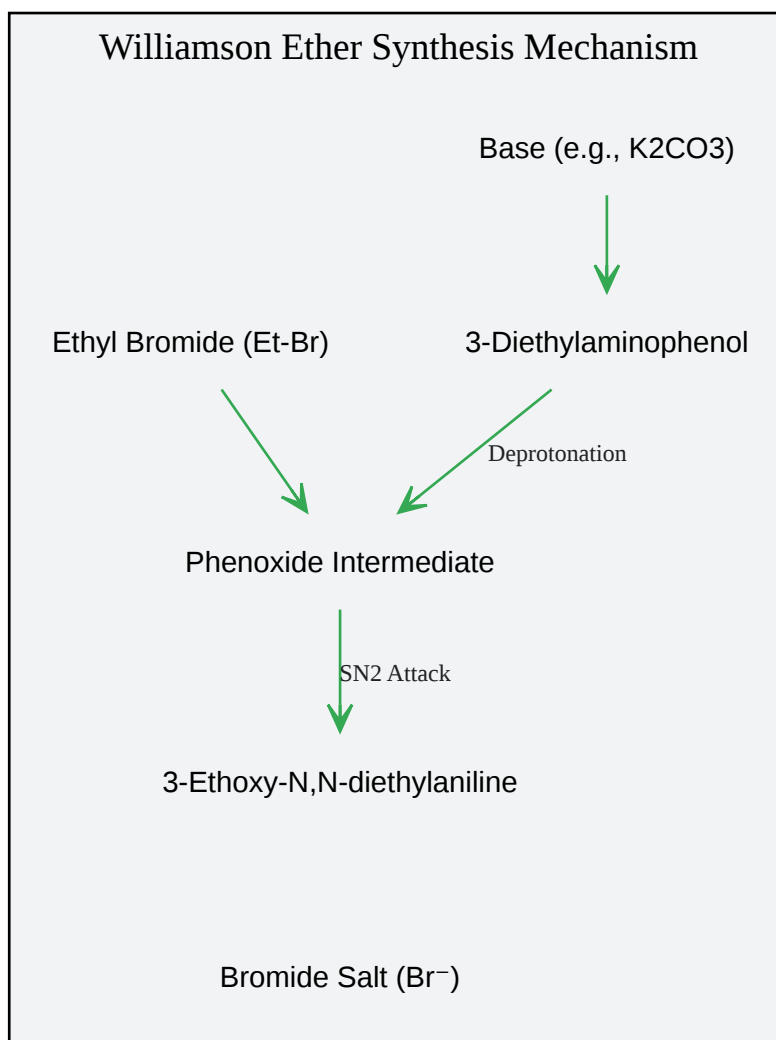 Williamson Ether Synthesis Mechanism
Base (e.g., K2CO3)
Ethyl Bromide (Et-Br)
3-Diethylaminophenol
Deprotonation
Phenoxide Intermediate
SN2 Attack
3-Ethoxy-N,N-diethylaniline
Bromide Salt (Br⁻)